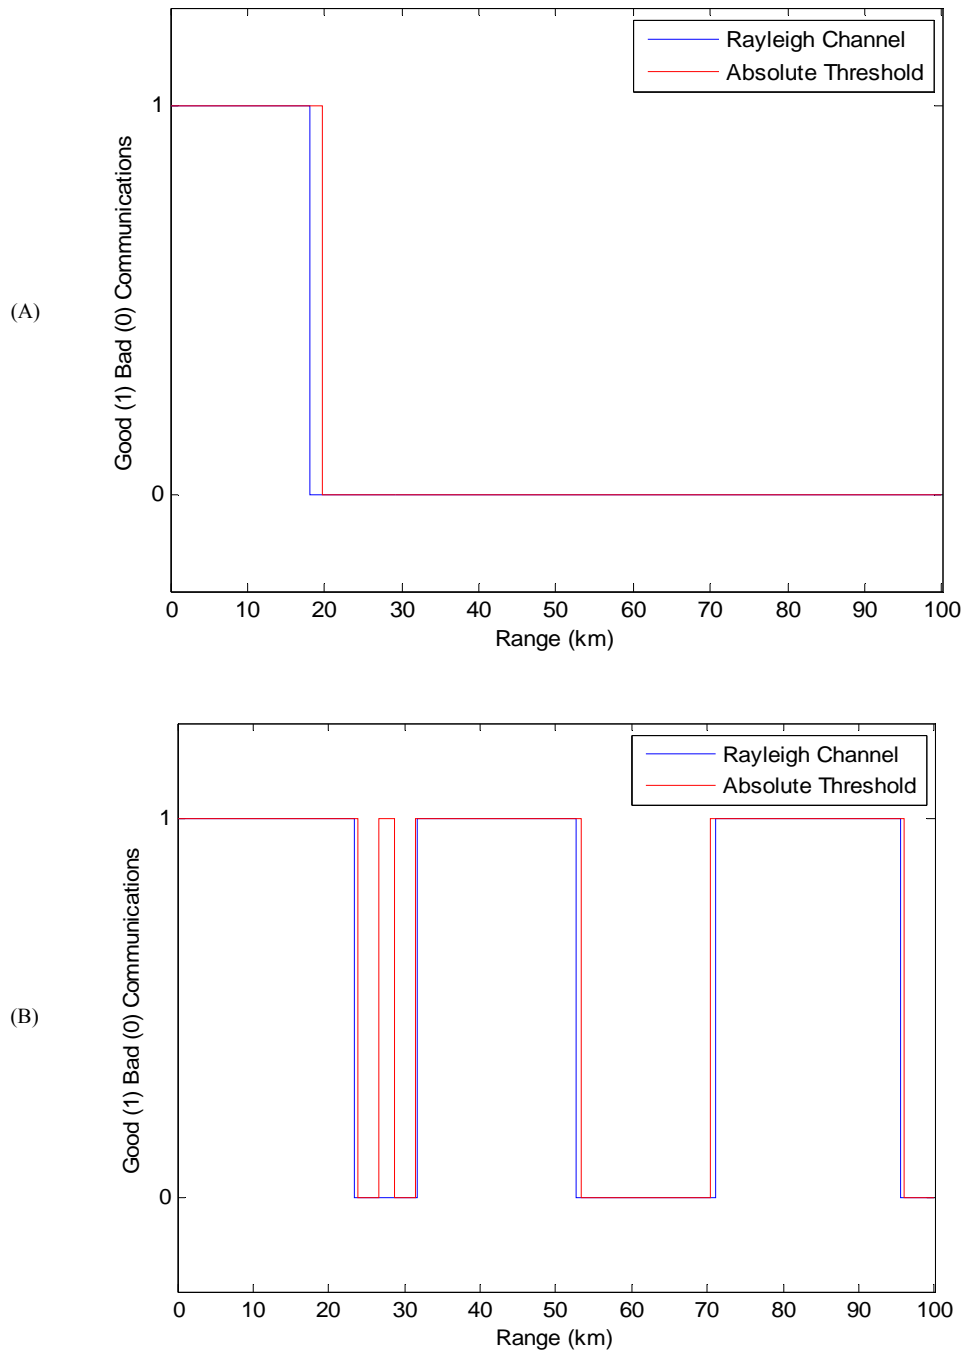 Rayleigh Channel
Absolute Threshold
1
0
Good (1) Bad (0) Communications
(A)
0 10 20 30 40 50 60 70 80 90 100
Range (km)
Rayleigh Channel
Absolute Threshold
1
0
Good (1) Bad (0) Communications
(B)
0 10 20 30 40 50 60 70 80 90 100
Range (km)